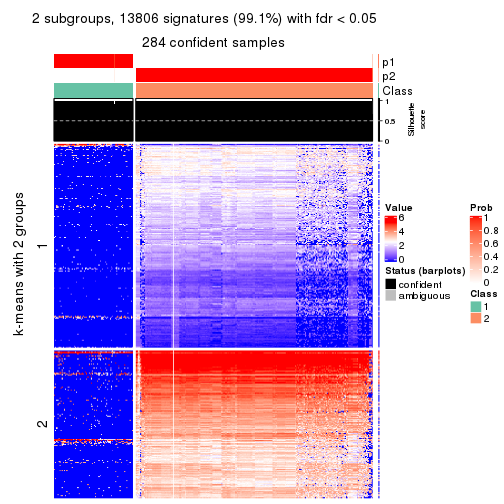 2 subgroups, 13806 signatures (99.1%) with fdr < 0.05
284 confident samples
p1
p2
Class
1
0.5
0
Silhouette
score
k-means with 2 groups
1
2
Value
6
4
2
0
Status (barplots)
confident
ambiguous
Prob
1
0.8
0.6
0.4
0.2
0
Class
1
2